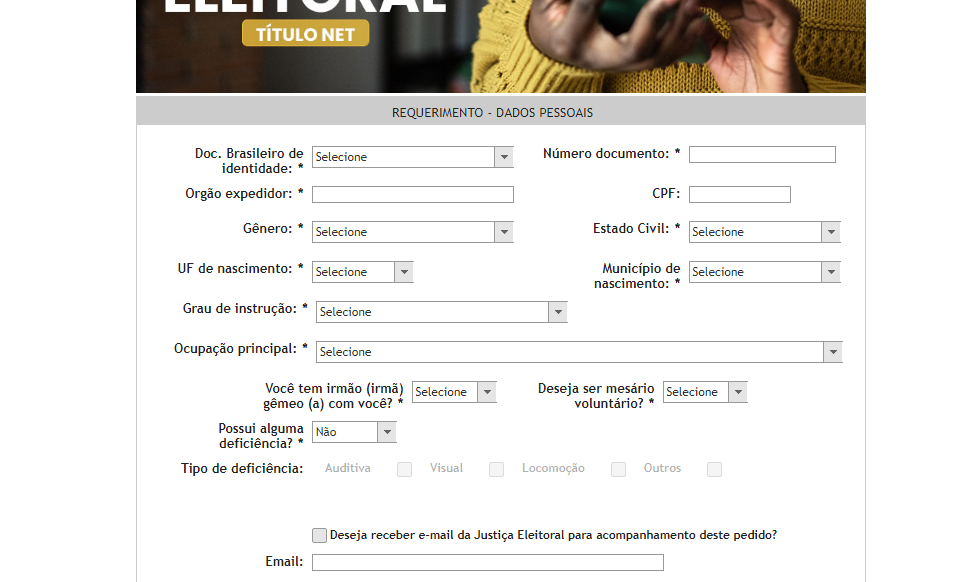 ELEITORAL
TÍTULO NET
REQUERIMENTO - DADOS PESSOAIS
Doc. Brasileiro de identidade: * Selecione Número documento: *
Orgão expedidor: * CPF:
Gênero: * Selecione Estado Civil: * Selecione
UF de nascimento: * Selecione Município de nascimento: * Selecione
Grau de instrução: * Selecione
Ocupação principal: * Selecione
Você tem irmão (irmã) gêmeo (a) com você? * Selecione Deseja ser mesário voluntário? * Selecione
Possui alguma deficiência? * Não
Tipo de deficiência: Auditiva Visual Locomoção Outros
Deseja receber e-mail da Justiça Eleitoral para acompanhamento deste pedido?
Email: